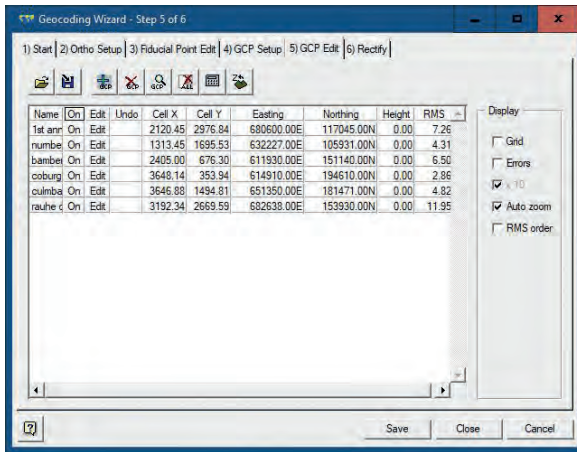 Geocoding Wizard - Step 5 of 6
1) Start 2) Ortho Setup 3) Fiducial Point Edit 4) GCP Setup 5) GCP Edit 6) Rectify
GCP GCP GCP ALL
Name On Edit Undo Cell X Cell Y Easting Northing Height RMS
1st ann On Edit 2120.45 2976.84 680600.00E 117045.00N 0.00 7.26
numbe On Edit 1313.45 1695.53 632227.00E 105931.00N 0.00 4.31
bambei On Edit 2405.00 676.30 611930.00E 151140.00N 0.00 6.50
coburg On Edit 3648.14 353.94 614910.00E 194610.00N 0.00 2.86
culmba On Edit 3646.88 1494.81 651350.00E 181471.00N 0.00 4.82
rauhe c On Edit 3192.34 2669.59 682638.00E 153930.00N 0.00 11.95
Display
Grid
Errors
x 10
Auto zoom
RMS order
Save Close Cancel